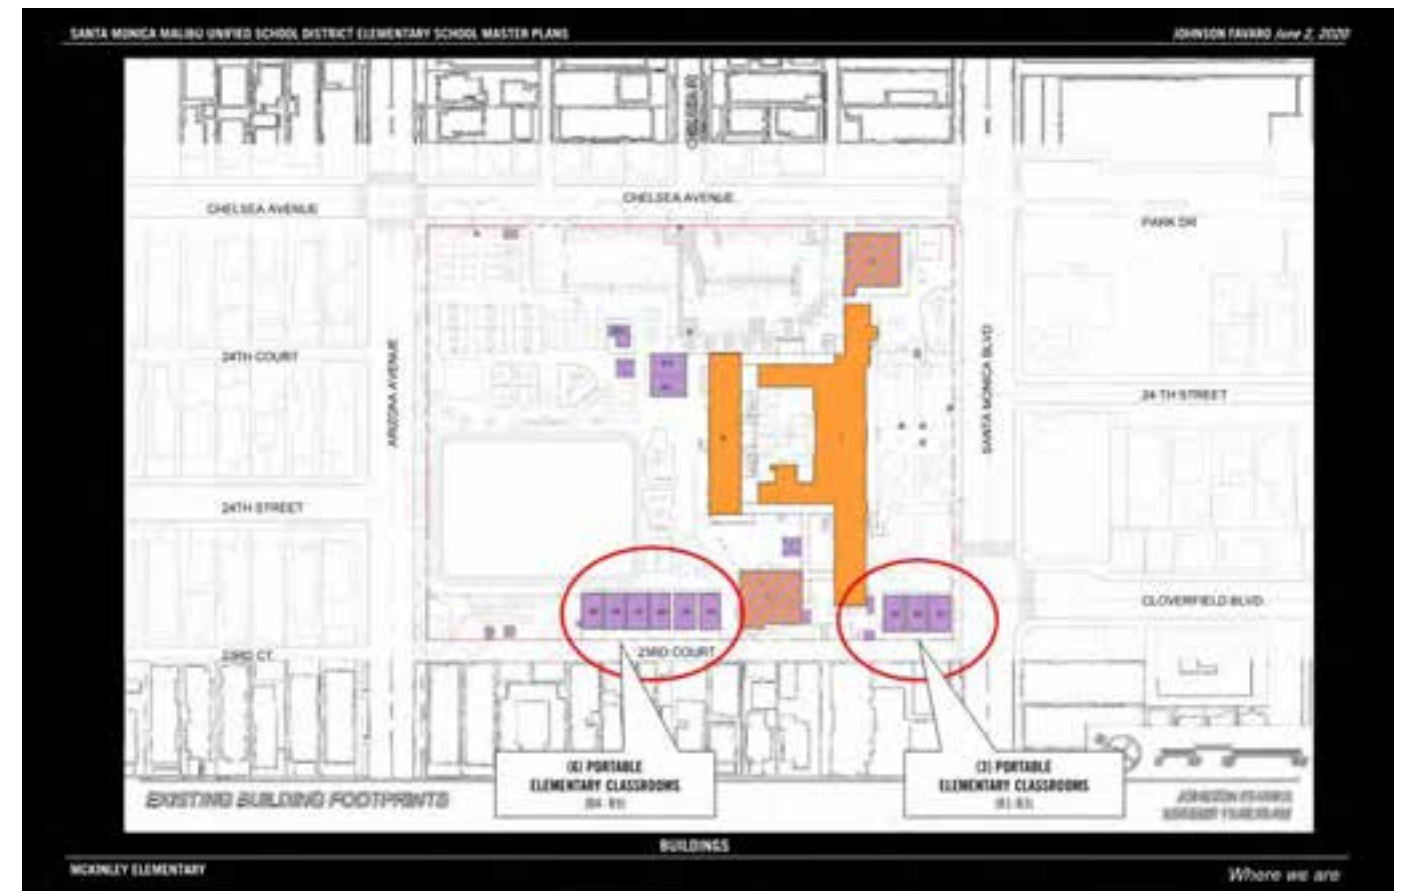 SANTA MONICA MALIBU UNIFIED SCHOOL DISTRICT ELEMENTARY SCHOOL MASTER PLANS
JOHNSON FAVARO June 2, 2020
CHELSEA AVENUE
CHELSEA AVENUE
PARK DR
24TH COURT
ARIZONA AVENUE
SANTA MONICA BLVD
24 TH STREET
24TH STREET
CLOVERFIELD BLVD
23RD CT.
23RD COURT
(6) PORTABLE
ELEMENTARY CLASSROOMS
(3) PORTABLE
ELEMENTARY CLASSROOMS
EXISTING BUILDING FOOTPRINTS
JOHNSON FAVARO
BUILDINGS
MCKINLEY ELEMENTARY
Where we are